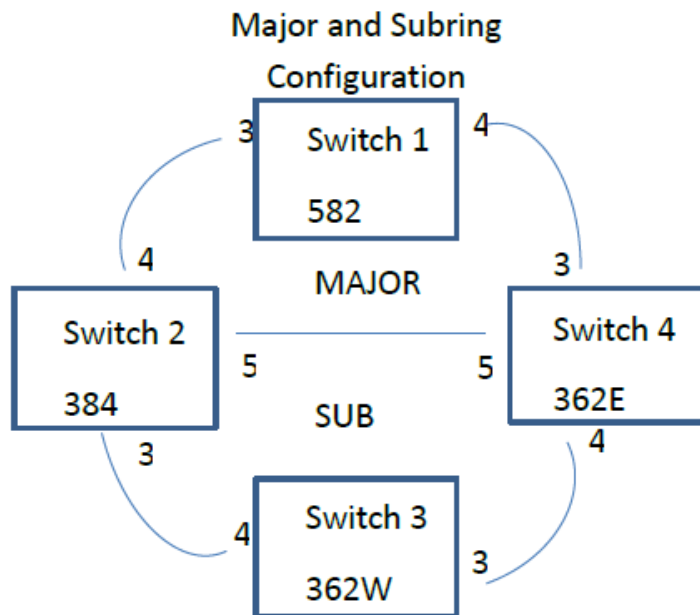 Major and Subring
Configuration
3
Switch 1
4
582
4
3
MAJOR
Switch 2
Switch 4
5
5
384
362E
SUB
3
4
Switch 3
4
3
362W